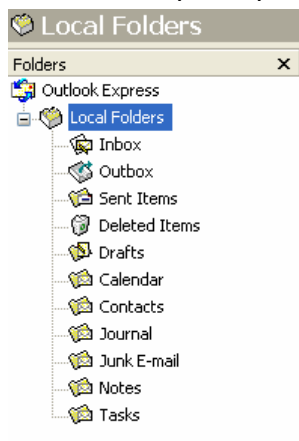 Local Folders
Folders
Outlook Express
Local Folders
Inbox
Outbox
Sent Items
Deleted Items
Drafts
Calendar
Contacts
Journal
Junk E-mail
Notes
Tasks